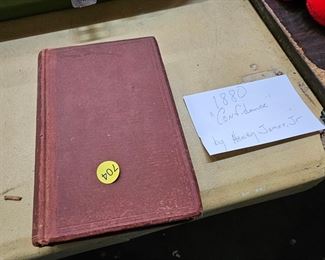 1880
"Confidence"
by Henry James, Jr
704